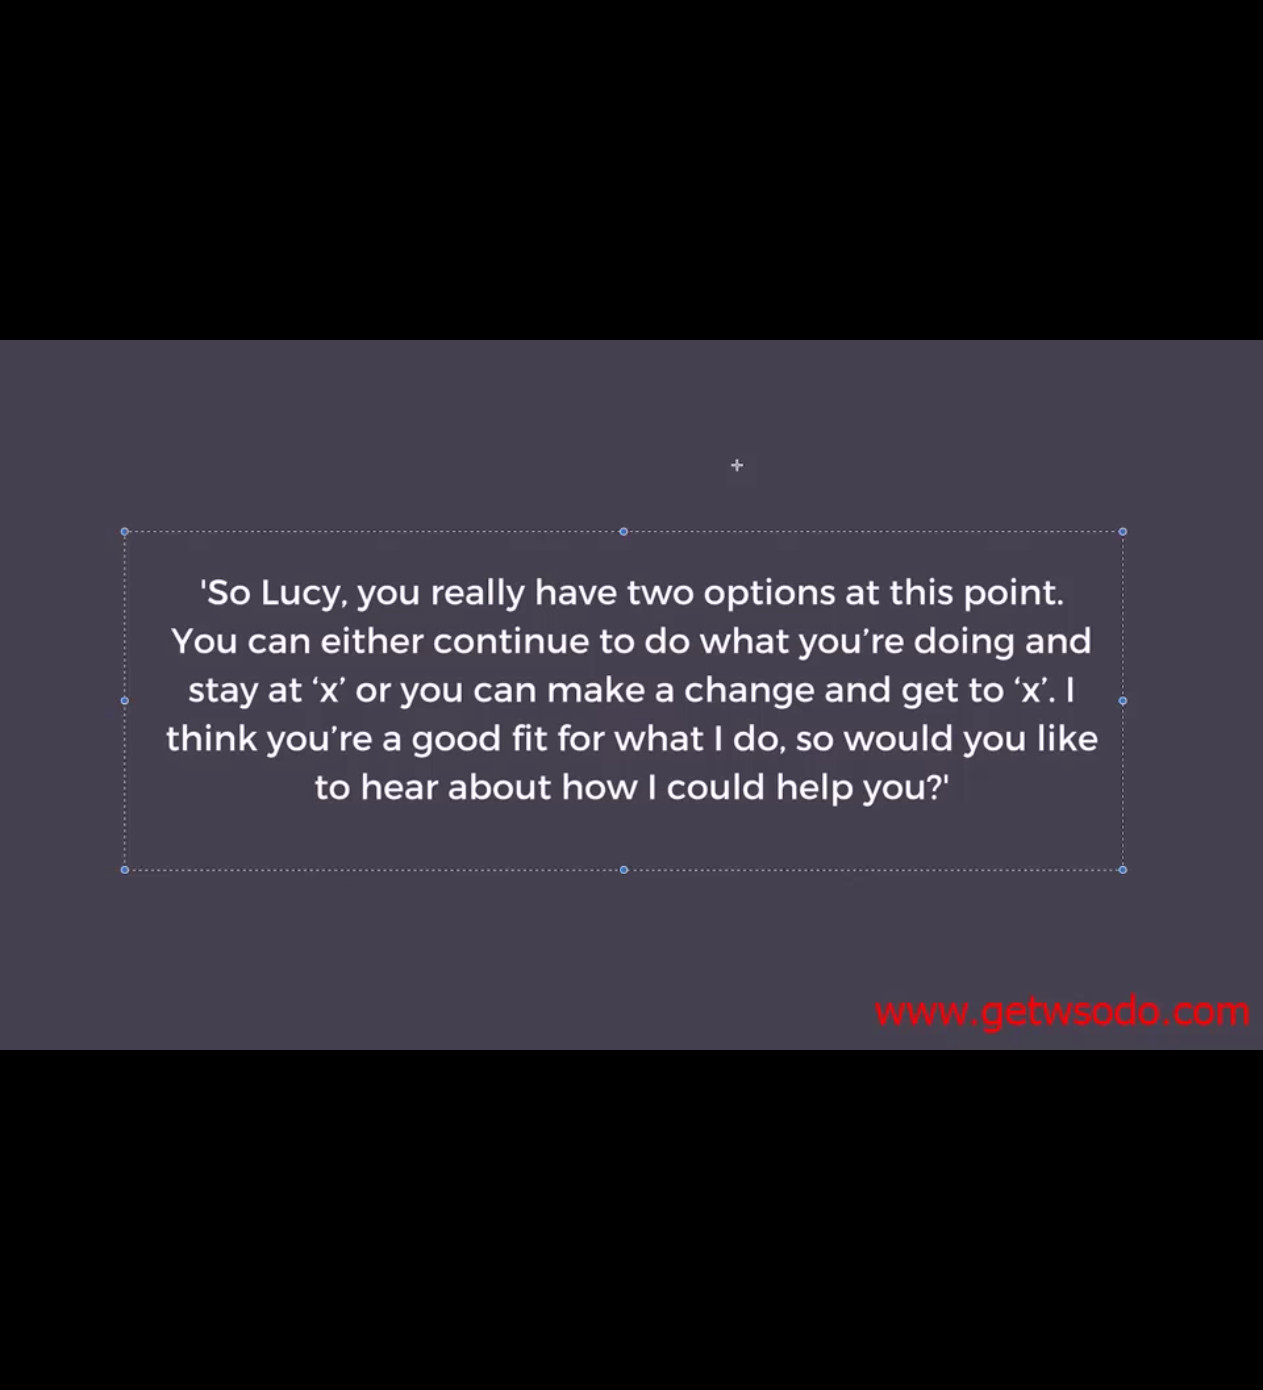 'So Lucy, you really have two options at this point.
You can either continue to do what you’re doing and
stay at ‘x’ or you can make a change and get to ‘x’. I
think you’re a good fit for what I do, so would you like
to hear about how I could help you?'
www.getwsodo.com